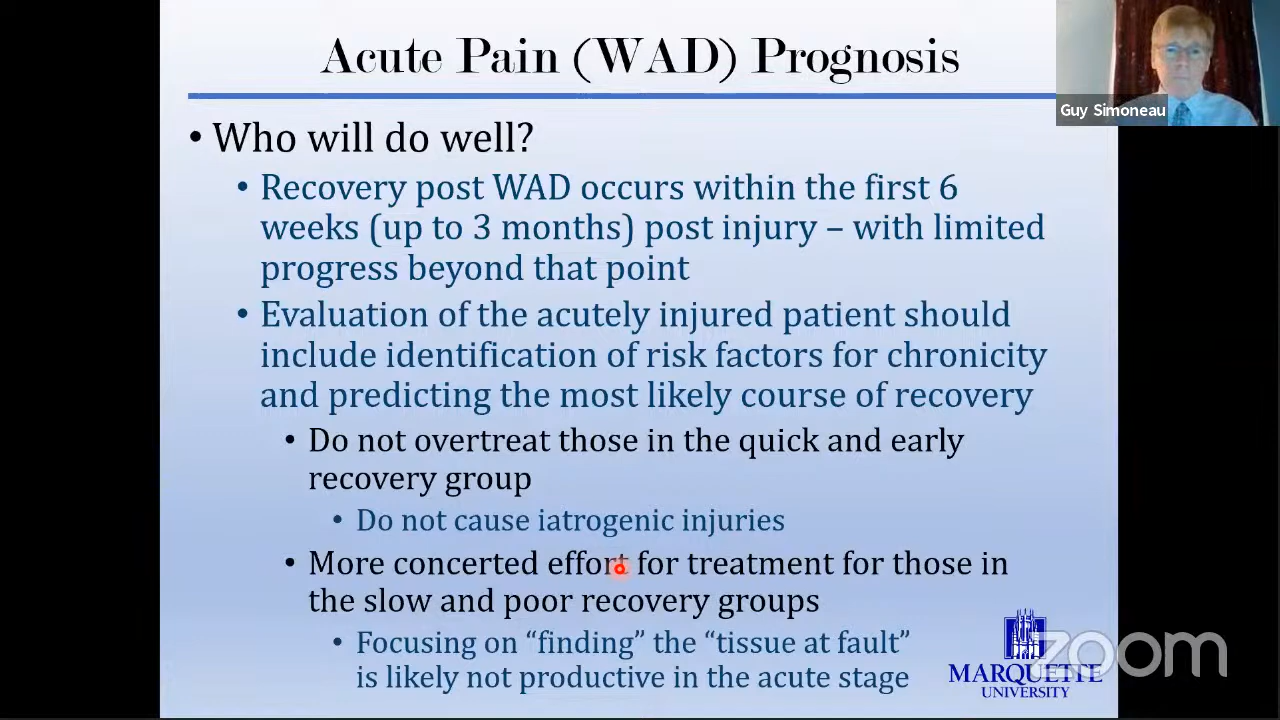 Acute Pain (WAD) Prognosis
Guy Simoneau
• Who will do well?
• Recovery post WAD occurs within the first 6
weeks (up to 3 months) post injury – with limited
progress beyond that point
• Evaluation of the acutely injured patient should
include identification of risk factors for chronicity
and predicting the most likely course of recovery
• Do not overtreat those in the quick and early
recovery group
• Do not cause iatrogenic injuries
• More concerted effort for treatment for those in
the slow and poor recovery groups
• Focusing on “finding” the “tissue at fault”
is likely not productive in the acute stage
MARQUETTE
UNIVERSITY
zoom